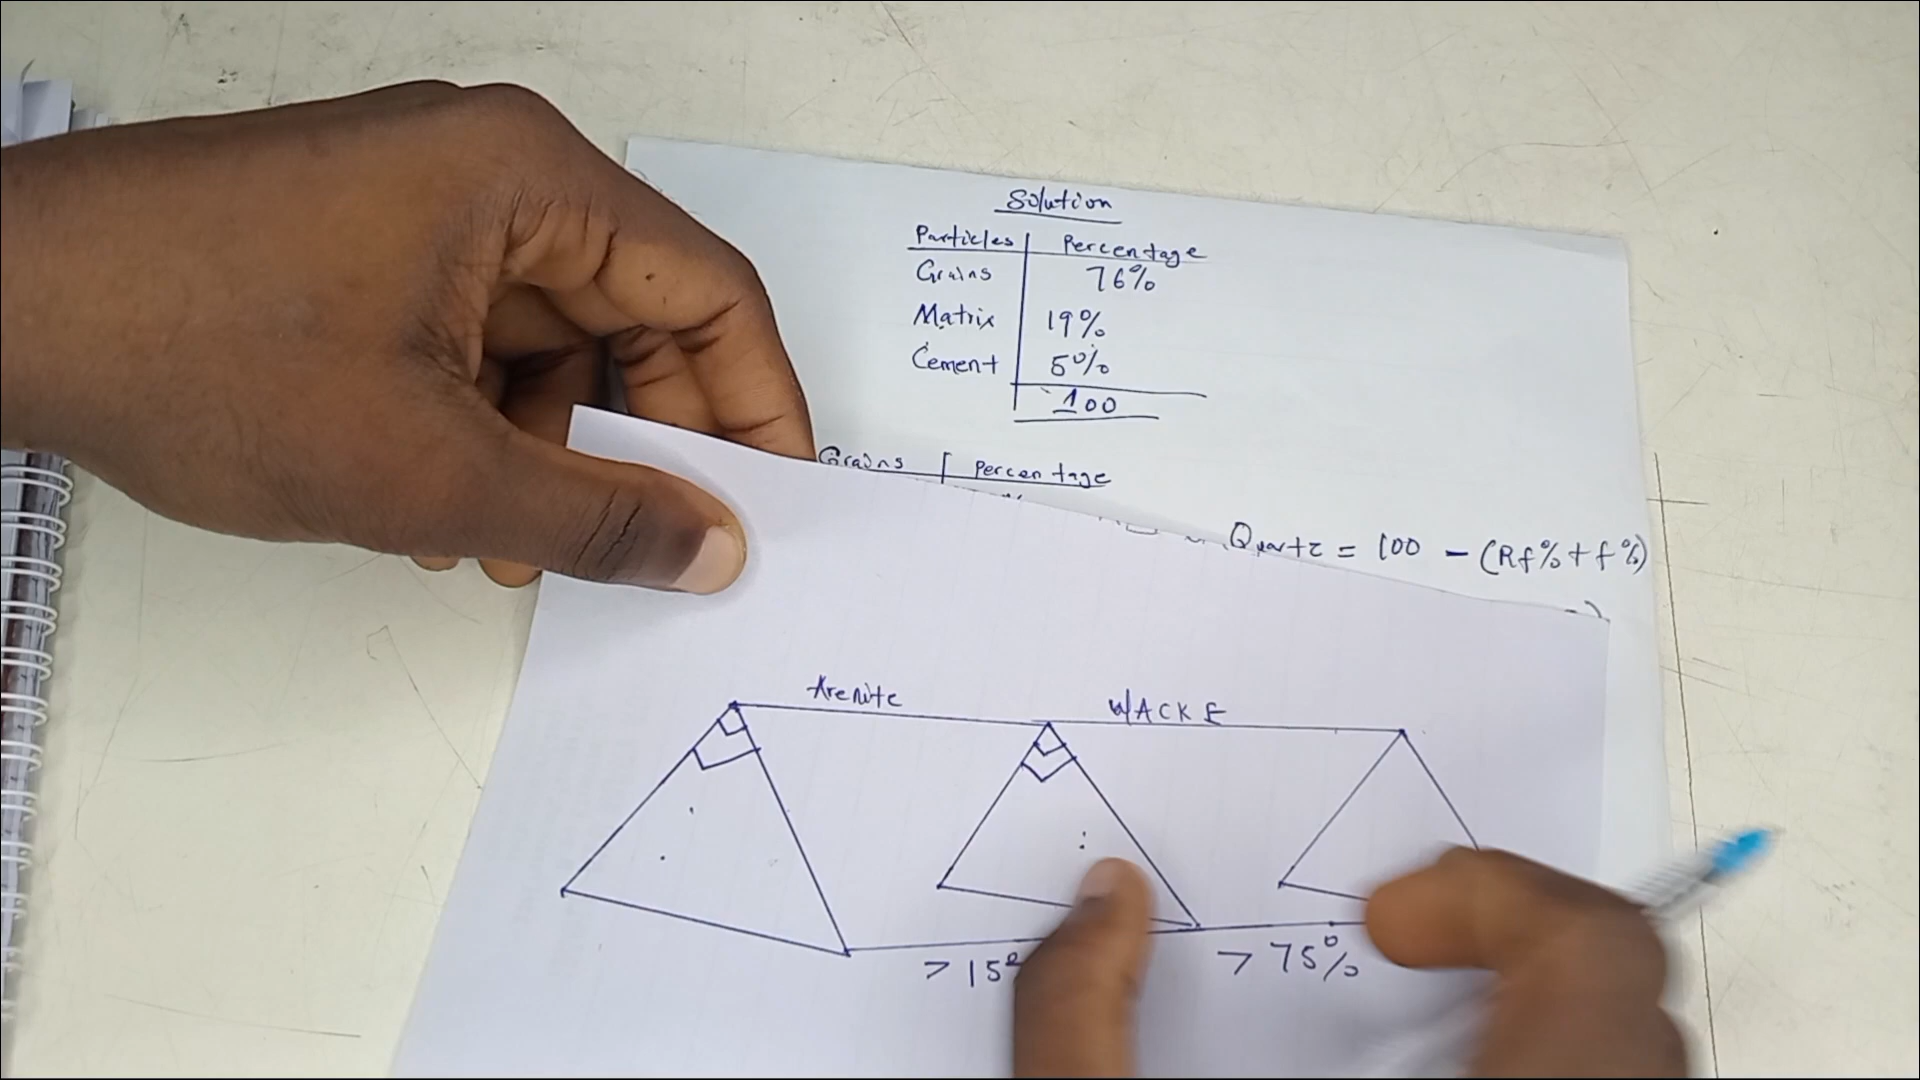 Solution
Particles Percentage
Grains 76%
Matrix 19%
Cement 5%
100
Grains Percentage
Quartz = 100 - (Rf% + f%)
Arenite WACKE
> 15 > 75%